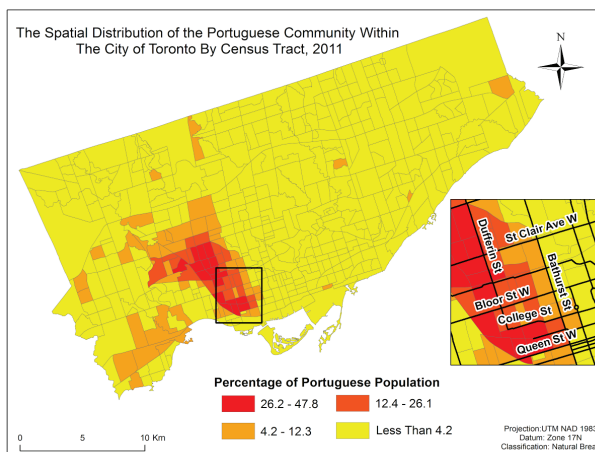 The Spatial Distribution of the Portuguese Community Within
The City of Toronto By Census Tract, 2011
N
Dufferin St
St Clair Ave W
Bathurst St
Bloor St W
College St
Queen St W
Percentage of Portuguese Population
26.2 - 47.8
12.4 - 26.1
4.2 - 12.3
Less Than 4.2
0 5 10 Km
Projection:UTM NAD 1983
Datum: Zone 17N
Classification: Natural Brea